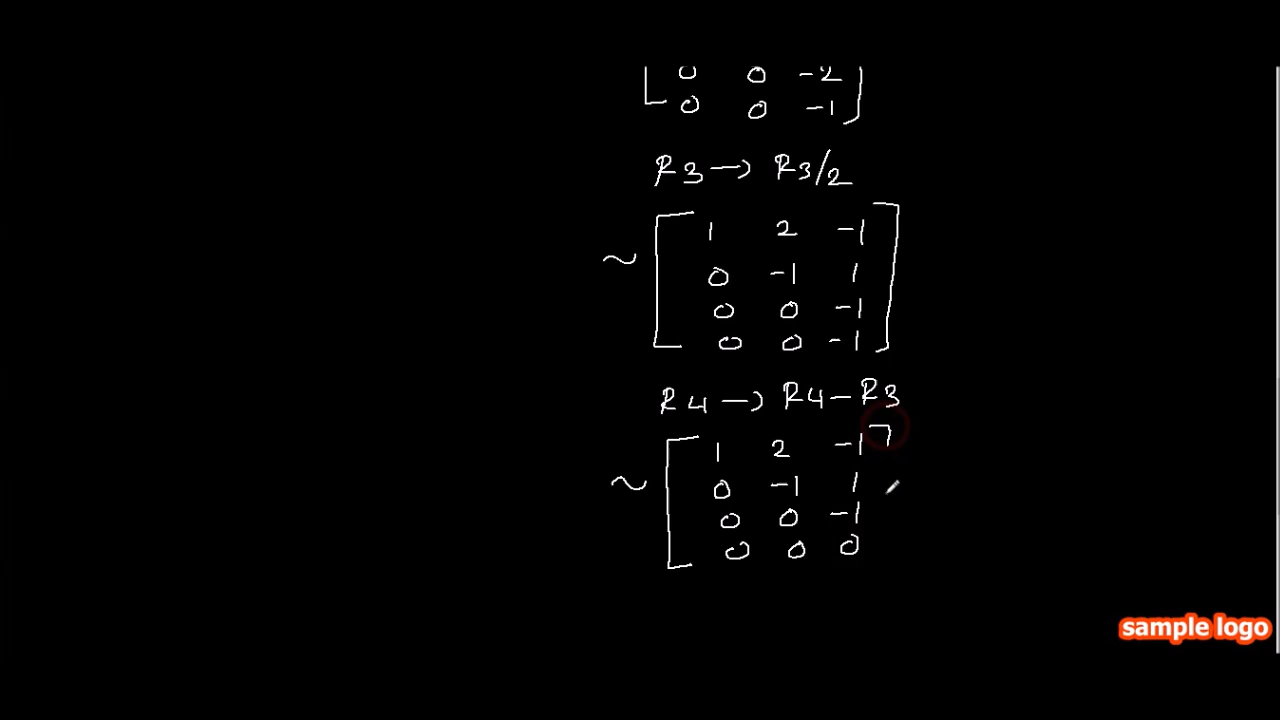 0 0 -2
0 0 -1
R3 → R3/2
1 2 -1
~
0 -1 1
0 0 -1
0 0 -1
R4 → R4 - R3
1 2 -1
~ 0 -1 1
0 0 -1
0 0 0
sample logo